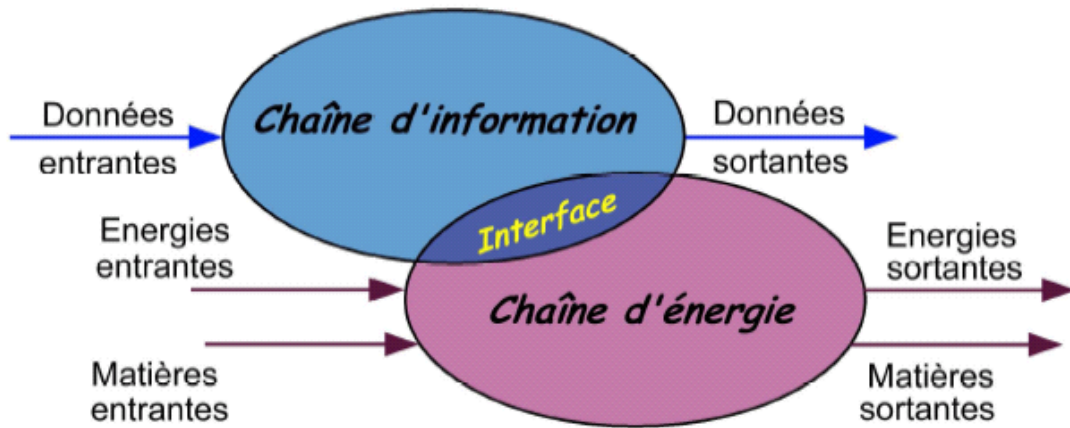 Données
entrantes
Chaîne d'information
Données
sortantes
Interface
Energies
entrantes
Energies
sortantes
Chaîne d'énergie
Matières
entrantes
Matières
sortantes